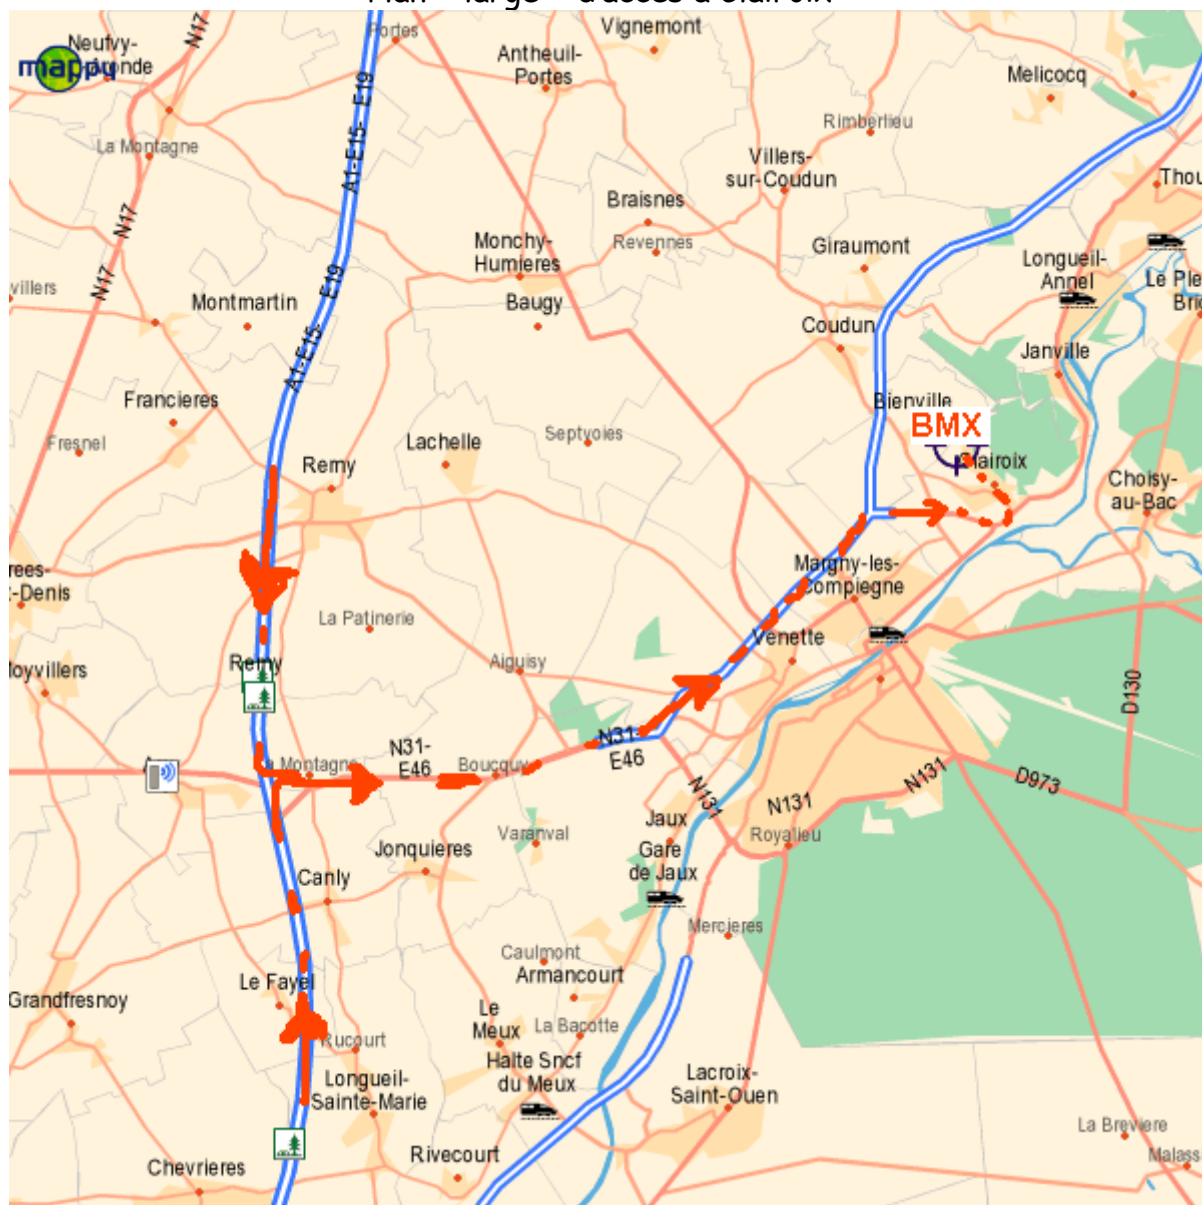 Neufvy-
mappy
Portes
Vignemont
Antheuil-
Portes
N17
A1-E15- E19
Melicocq
La Montagne
Rimberlieu
Villers-
sur-Coudun
Thou
Braisnes
Revennes
N17
Monchy-
Humieres
Giraumont
Longueil-
Annel
N17
villers
Montmartin
A1-E15- E19
Baugy
Le Ple
Brig
Coudun
Janville
Francieres
Bienville
BMX
Fresnel
Lachelle
Septvoies
Remy
Clairoix
Choisy-
au-Bac
rees-
t-Denis
Margny-les-
Compiegne
La Patinerie
Venette
Moyvillers
Remy
Aiguisy
D130
N31-
E46
N31-
E46
La Montagne
Boucquy
N131
N131
N131
D973
Varanval
Jaux
Royallieu
Jonquieres
Gare
de Jaux
Canly
Mercieres
Caulmont
Armancourt
Le Fayel
Grandfresnoy
Le
Meux
La Bacotte
Rucourt
Halte Sncf
du Meux
Longueil-
Sainte-Marie
Lacroix-
Saint-Ouen
La Breviere
Malass
Chevrieres
Rivecourt